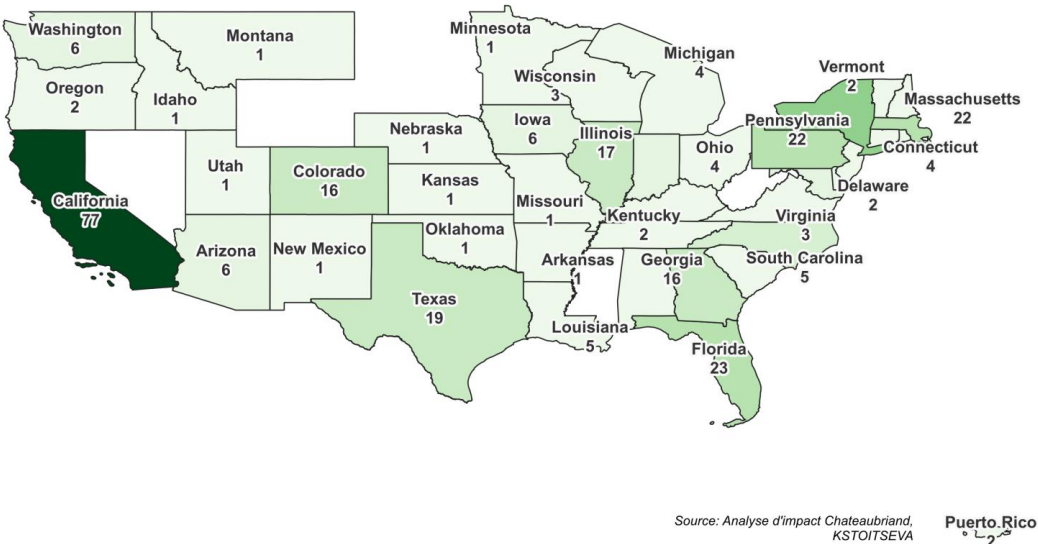 Washington
6
Montana
1
Minnesota
1
Michigan
4
Vermont
2
Oregon
2
Idaho
1
Wisconsin
3
Massachusetts
22
Nebraska
1
Iowa
6
Illinois
17
Pennsylvania
22
Connecticut
4
Utah
1
Colorado
16
Kansas
1
Ohio
4
Delaware
2
California
77
Missouri
1
Kentucky
2
Virginia
3
Arizona
6
New Mexico
1
Oklahoma
1
Arkansas
1
Georgia
16
South Carolina
5
Texas
19
Louisiana
5
Florida
23
Source: Analyse d'impact Chateaubriand,
KSTOITSEVA
Puerto Rico
2